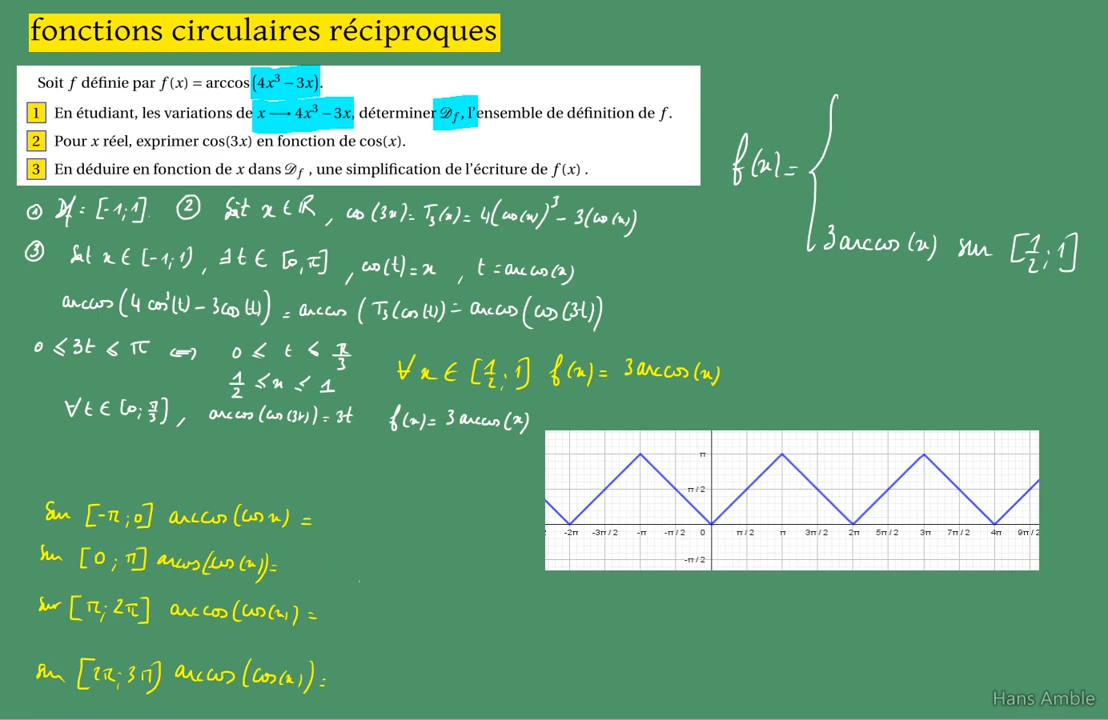 fonctions circulaires réciproques
Soit f définie par f(x) = arccos(4x³ − 3x).
1 En étudiant, les variations de x ⟶ 4x³ − 3x, déterminer 𝒟f, l'ensemble de définition de f.
2 Pour x réel, exprimer cos(3x) en fonction de cos(x).
3 En déduire en fonction de x dans 𝒟f , une simplification de l'écriture de f(x) .
f(x) = {
3 arccos(x) sur [1/2 ; 1]
① Df = [-1; 1]. ② Soit x ∈ ℝ, cos(3x) = T₃(x) = 4(cos(x))³ − 3(cos(x)
③ Soit x ∈ [-1; 1), ∃ t ∈ [0, π], cos(t) = x, t = arccos(x)
arccos(4 cos³(t) − 3cos(t)) = arccos(T₃(cos(t)) = arccos(cos(3t))
0 ≤ 3t ≤ π ⟺ 0 ≤ t ≤ π/3
1/2 ≤ x ≤ 1
∀x ∈ [1/2 ; 1] f(x) = 3 arccos(x)
∀t ∈ [0; π/3], arccos(cos(3t)) = 3t f(x) = 3 arccos(x)
π
π/2
-2π -3π/2 -π -π/2 0 π/2 π 3π/2 2π 5π/2 3π 7π/2 4π 9π/2
-π/2
Sur [-π; 0] arccos(cos x) =
Sur [0; π] arccos(cos(x)) =
Sur [π; 2π] arccos(cos(x) =
Sur [2π; 3π] arccos(cos(x)) =
Hans Amble